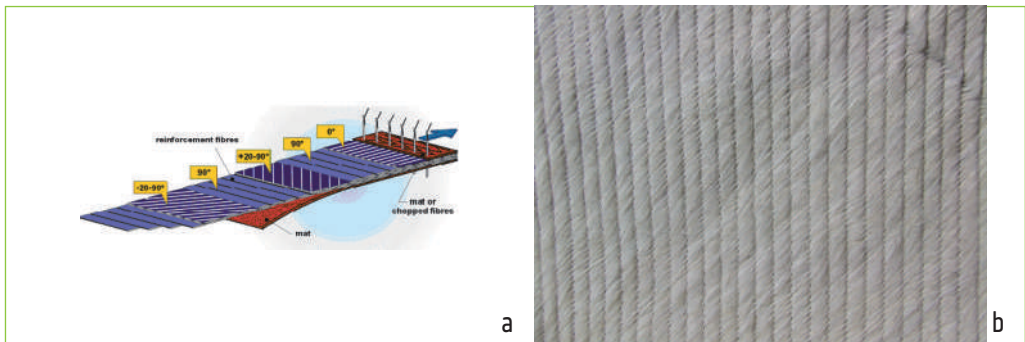 0°
90°
reinforcement fibres
+20-90°
90°
-20-90°
mat or
chopped fibres
mat
a
b